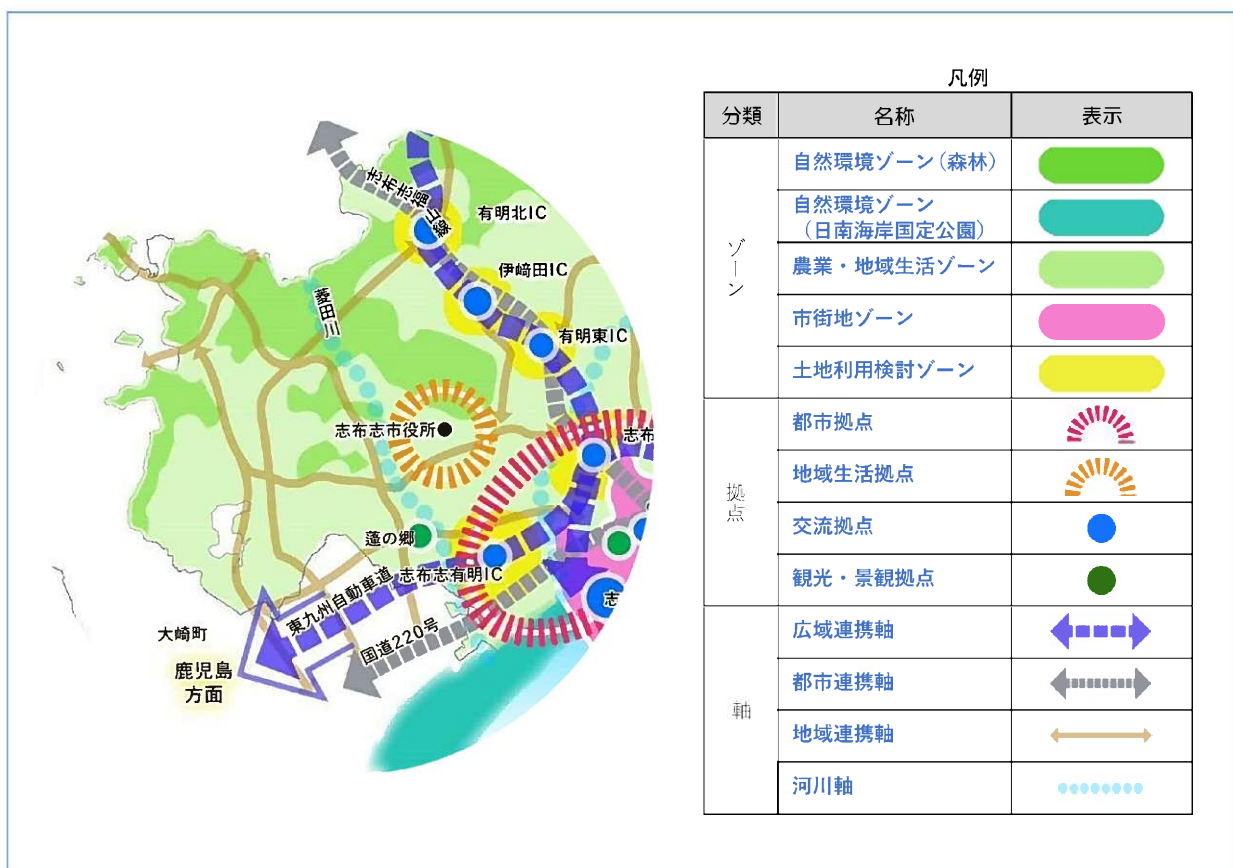 志布志福山線
有明北IC
伊﨑田IC
菱田川
有明東IC
志布志市役所
志布
蓬の郷
志布志有明IC
東九州自動車道
志
国道220号
大崎町
鹿児島
方面
凡例
分類
名称
表示
ゾーン
自然環境ゾーン（森林）
自然環境ゾーン
（日南海岸国定公園）
農業・地域生活ゾーン
市街地ゾーン
土地利用検討ゾーン
拠点
都市拠点
地域生活拠点
交流拠点
観光・景観拠点
軸
広域連携軸
都市連携軸
地域連携軸
河川軸